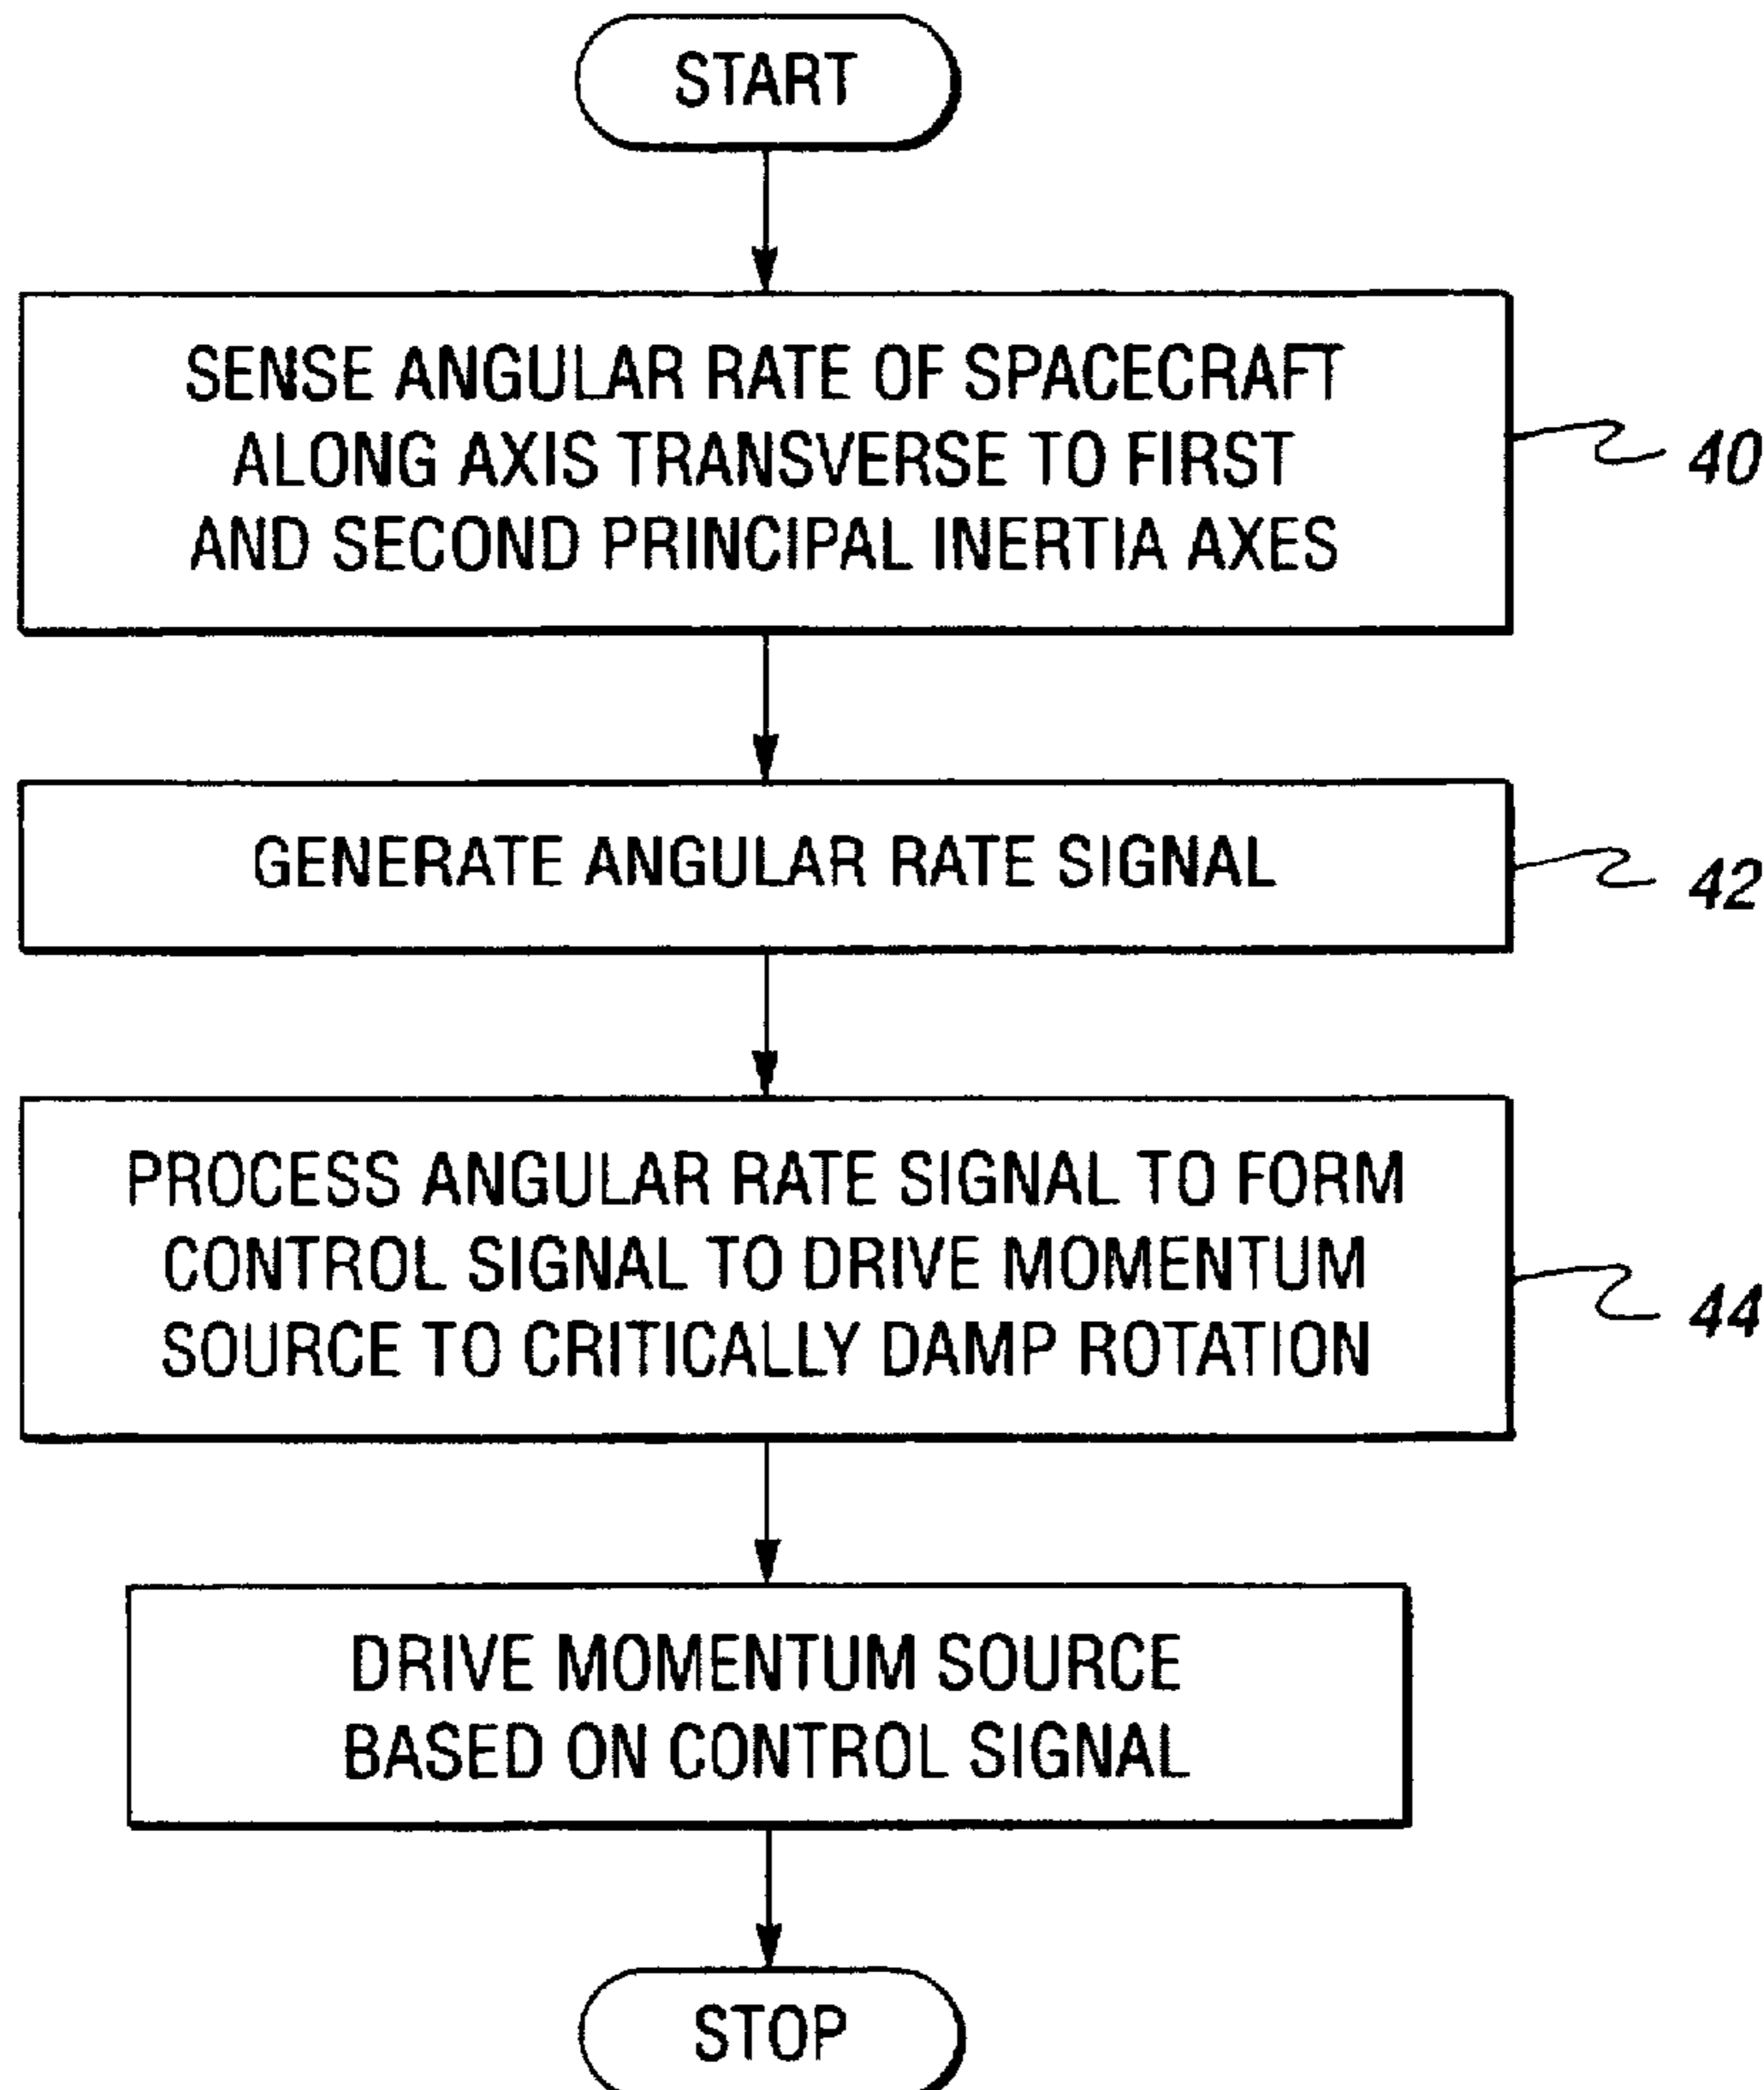 START
SENSE ANGULAR RATE OF SPACECRAFT
ALONG AXIS TRANSVERSE TO FIRST
AND SECOND PRINCIPAL INERTIA AXES
40
GENERATE ANGULAR RATE SIGNAL
42
PROCESS ANGULAR RATE SIGNAL TO FORM
CONTROL SIGNAL TO DRIVE MOMENTUM
SOURCE TO CRITICALLY DAMP ROTATION
44
DRIVE MOMENTUM SOURCE
BASED ON CONTROL SIGNAL
STOP